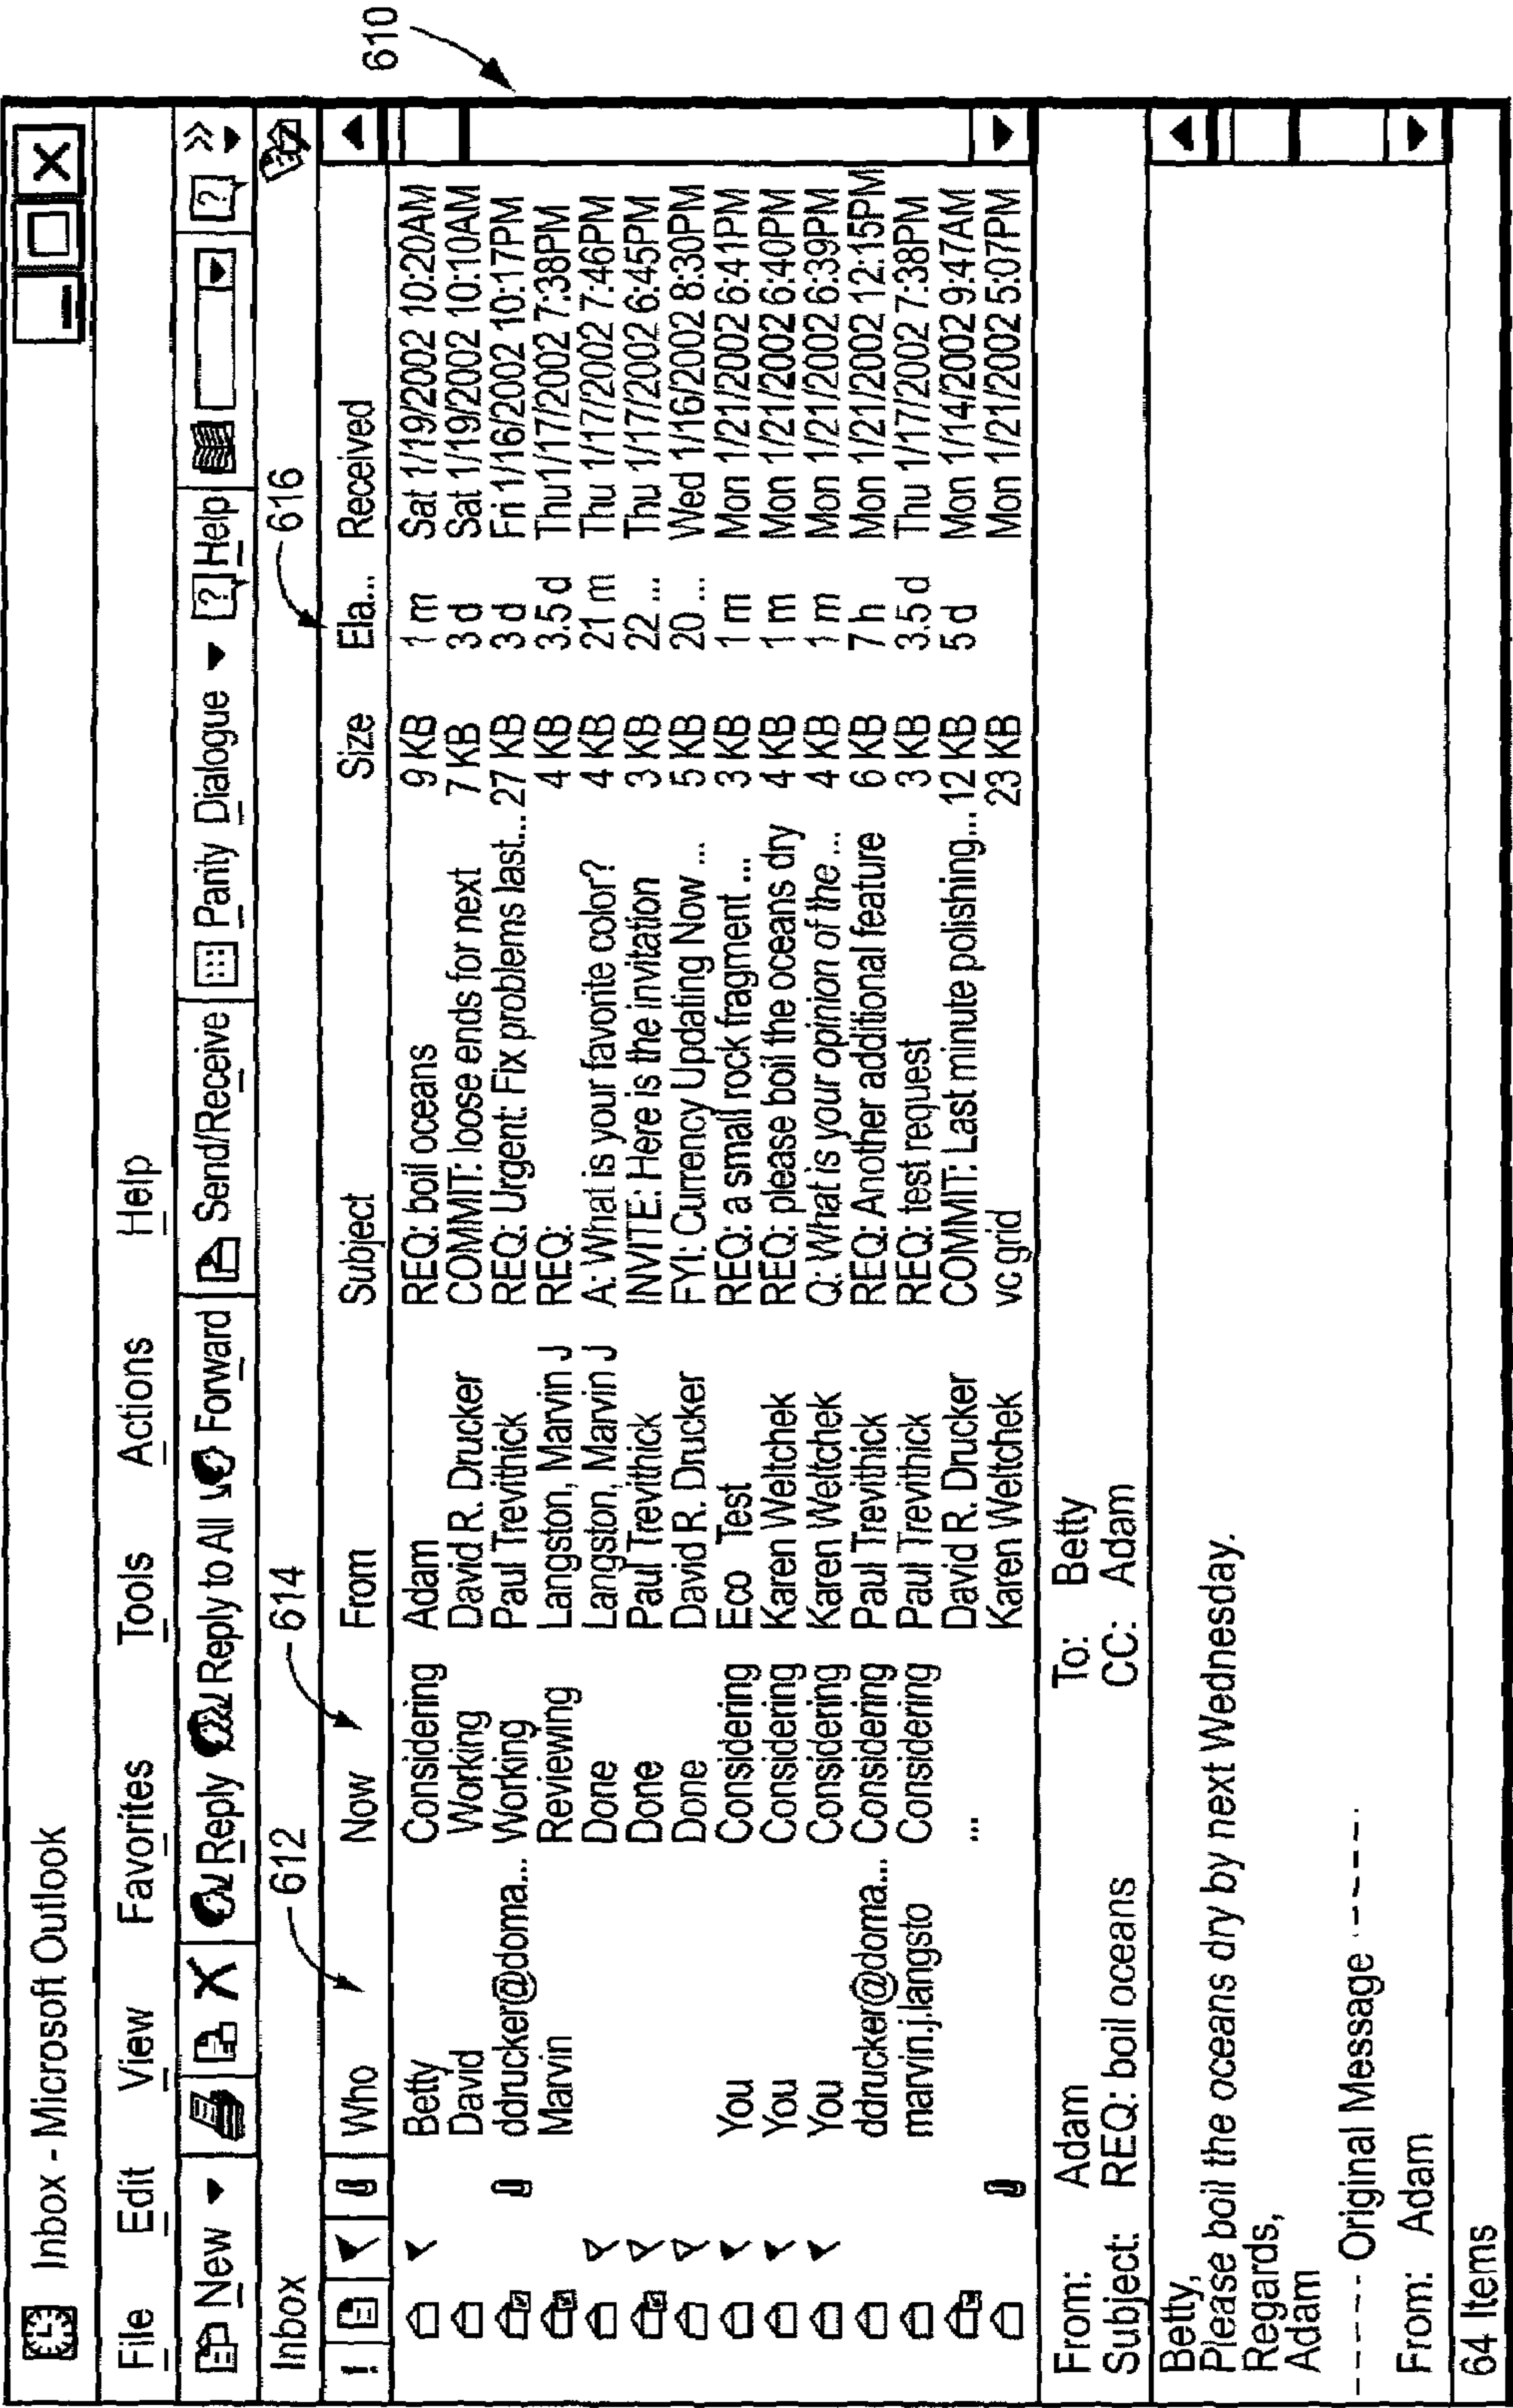 Inbox - Microsoft Outlook
File Edit View Favorites Tools Actions Help
New Reply Reply to All Forward Send/Receive Parity Dialogue Help
Inbox
612 614 616 610
! Who Now From Subject Size Ela... Received
Betty Considering Adam REQ: boil oceans 9 KB 1 m Sat 1/19/2002 10:20AM
David Working David R. Drucker COMMIT: loose ends for next 7 KB 3 d Sat 1/19/2002 10:10AM
ddrucker@doma... Working Paul Trevithick REQ: Urgent: Fix problems last... 27 KB 3 d Fri 1/16/2002 10:17PM
Marvin Reviewing Langston, Marvin J REQ: 4 KB 3.5 d Thu1/17/2002 7:38PM
Done Langston, Marvin J A: What is your favorite color? 4 KB 21 m Thu 1/17/2002 7:46PM
Done Paul Trevithick INVITE: Here is the invitation 3 KB 22 ... Thu 1/17/2002 6:45PM
Done David R. Drucker FYI: Currency Updating Now ... 5 KB 20 ... Wed 1/16/2002 8:30PM
You Considering Eco Test REQ: a small rock fragment ... 3 KB 1 m Mon 1/21/2002 6:41PM
You Considering Karen Weltchek REQ: please boil the oceans dry 4 KB 1 m Mon 1/21/2002 6:40PM
You Considering Karen Weltchek Q: What is your opinion of the ... 4 KB 1 m Mon 1/21/2002 6:39PM
ddrucker@doma... Considering Paul Trevithick REQ: Another additional feature 6 KB 7 h Mon 1/21/2002 12:15PM
marvin.j.langsto Considering Paul Trevithick REQ: test request 3 KB 3.5 d Thu 1/17/2002 7:38PM
... David R. Drucker COMMIT: Last minute polishing... 12 KB 5 d Mon 1/14/2002 9:47AM
Karen Weltchek vc grid 23 KB Mon 1/21/2002 5:07PM
From: Adam To: Betty
Subject: REQ: boil oceans CC: Adam
Betty,
Please boil the oceans dry by next Wednesday.
Regards,
Adam
------ Original Message ------
From: Adam
64 Items